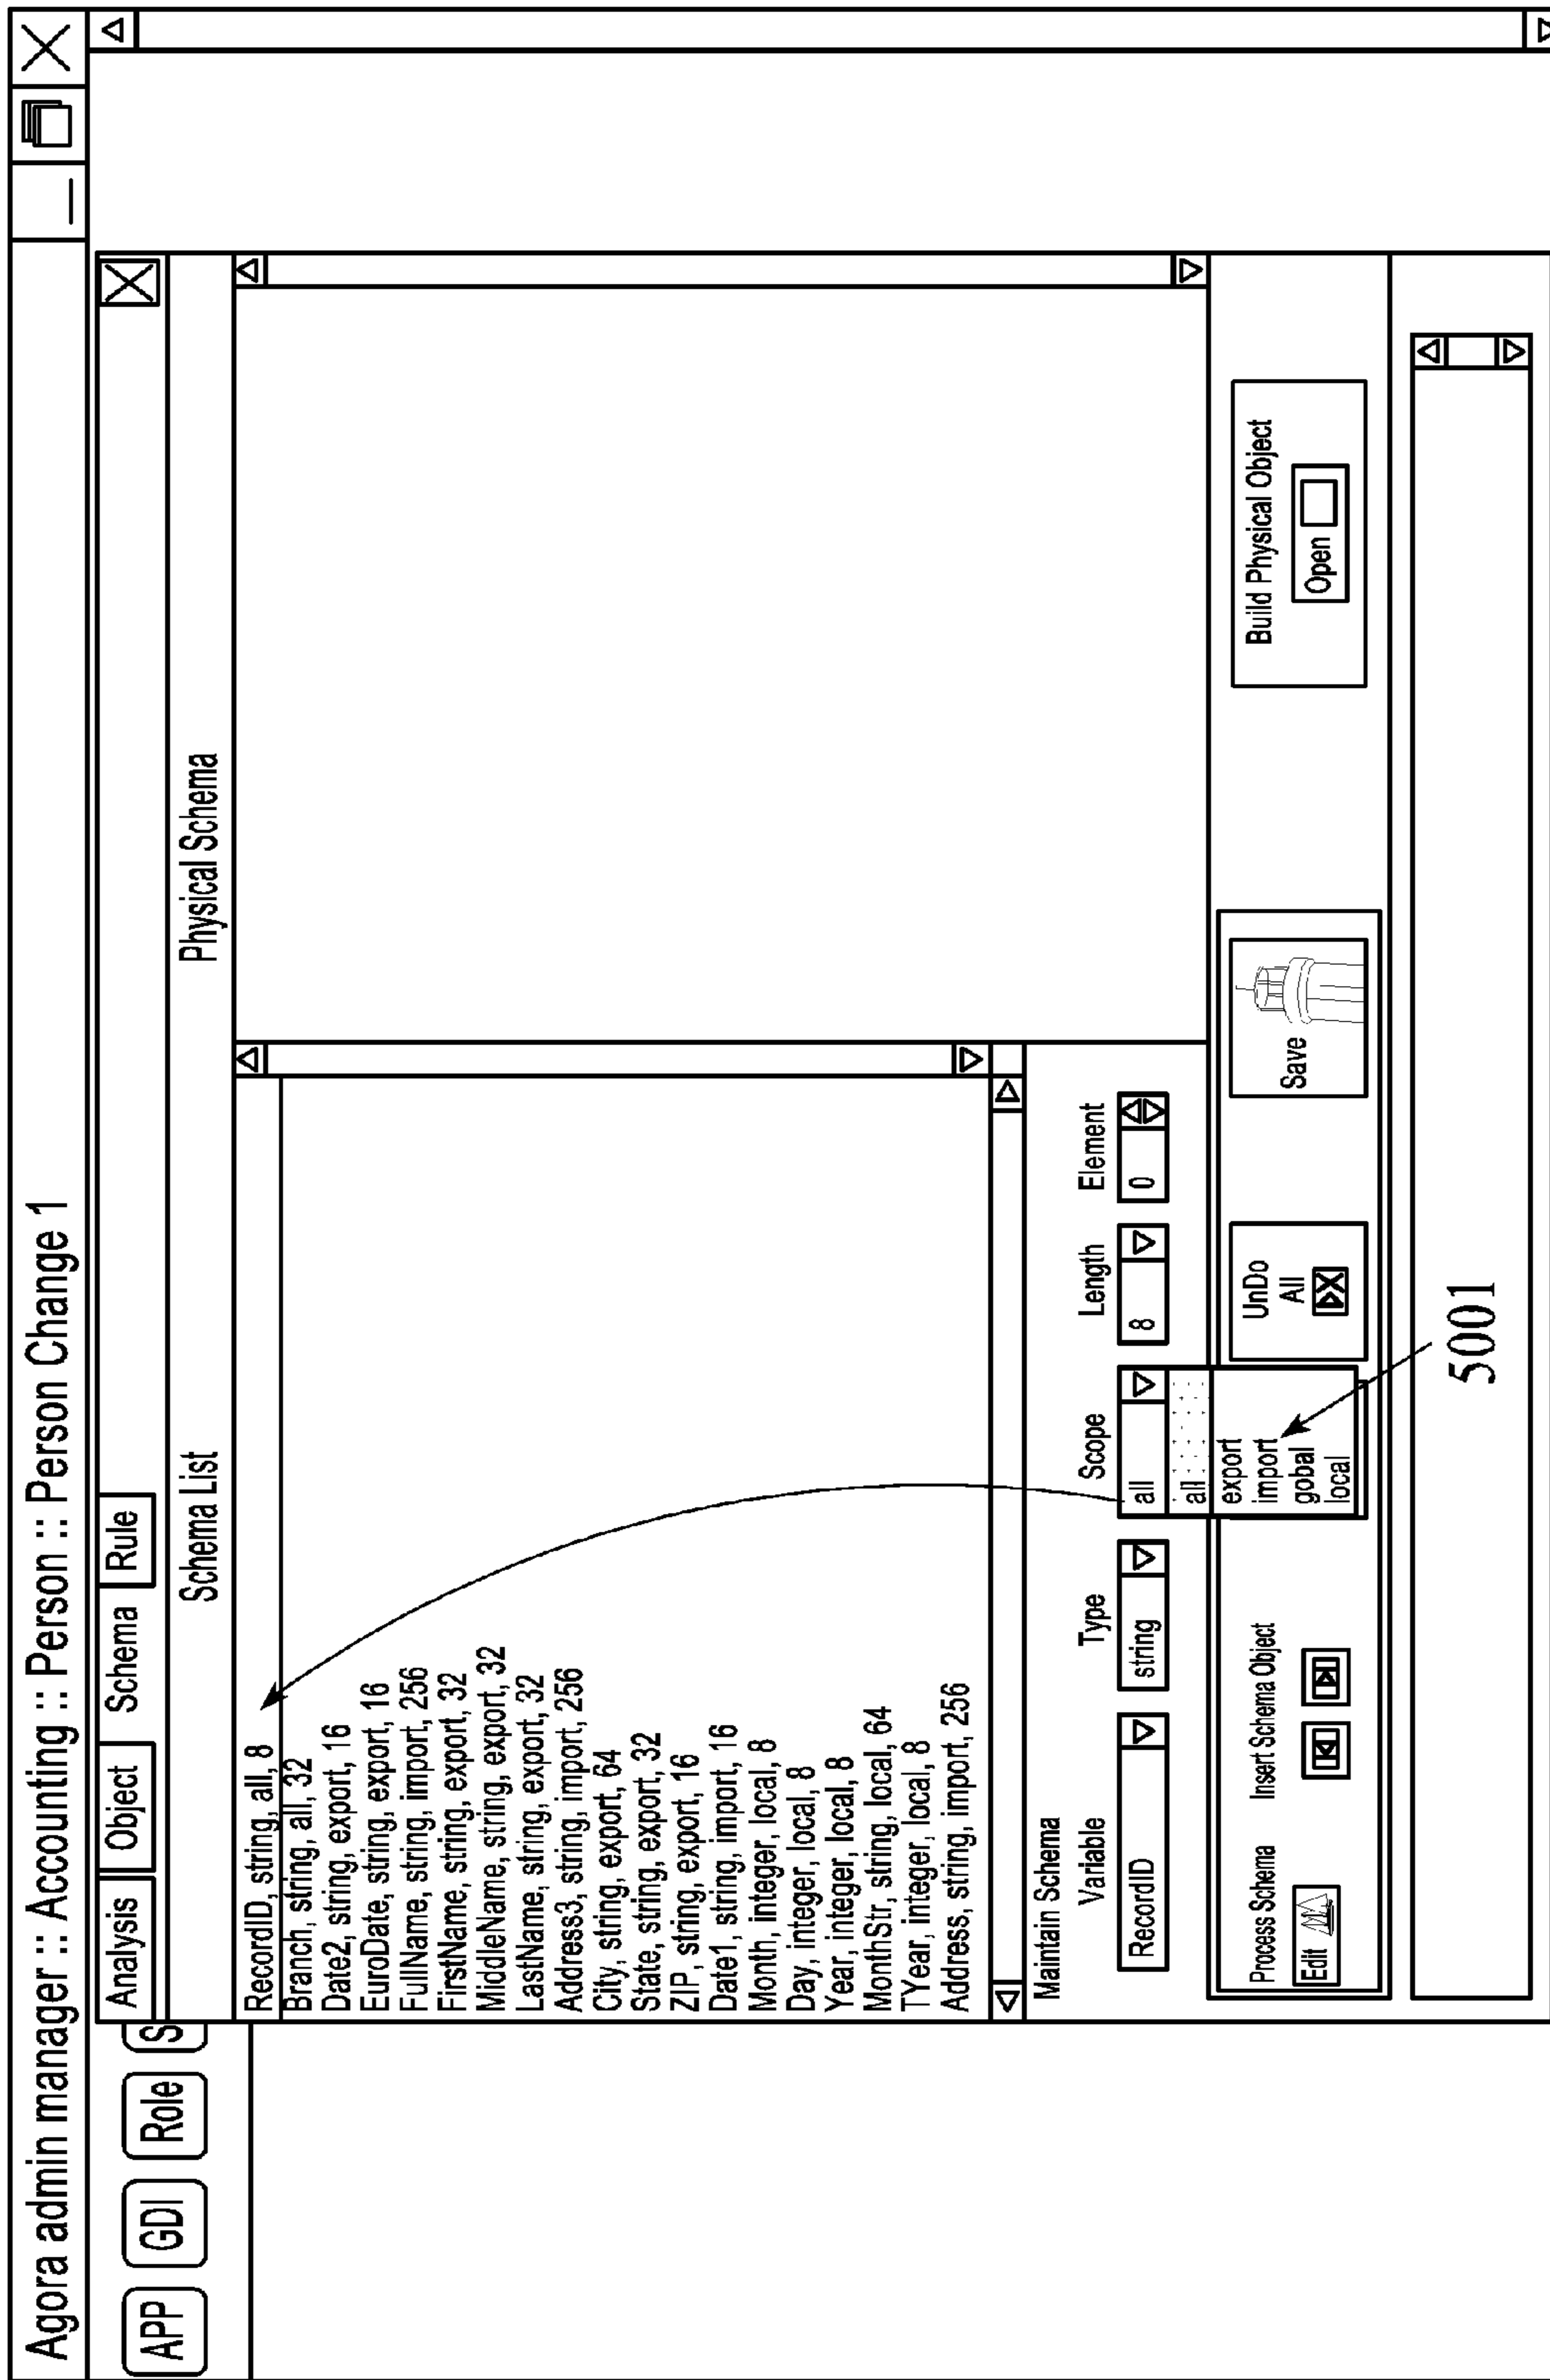 Agora admin manager :: Accounting :: Person :: Person Change 1
APP GDI Role S
Analysis Object Schema Rule
Schema List
Physical Schema
RecordID, string, all, 8
Branch, string, all, 32
Date2, string, export, 16
EuroDate, string, export, 16
FullName, string, import, 256
FirstName, string, export, 32
MiddleName, string, export, 32
LastName, string, export, 32
Address3, string, import, 256
City, string, export, 64
State, string, export, 32
ZIP, string, export, 16
Date1, string, import, 16
Month, integer, local, 8
Day, integer, local, 8
Year, integer, local, 8
MonthStr, string, local, 64
TYear, integer, local, 8
Address, string, import, 256
Maintain Schema
Variable Type Scope Length Element
RecordID string all 8 0
all
export
import
gobal
local
Process Schema
Edit
Insert Schema Object
UnDo
All
Save
Build Physical Object
Open
5001